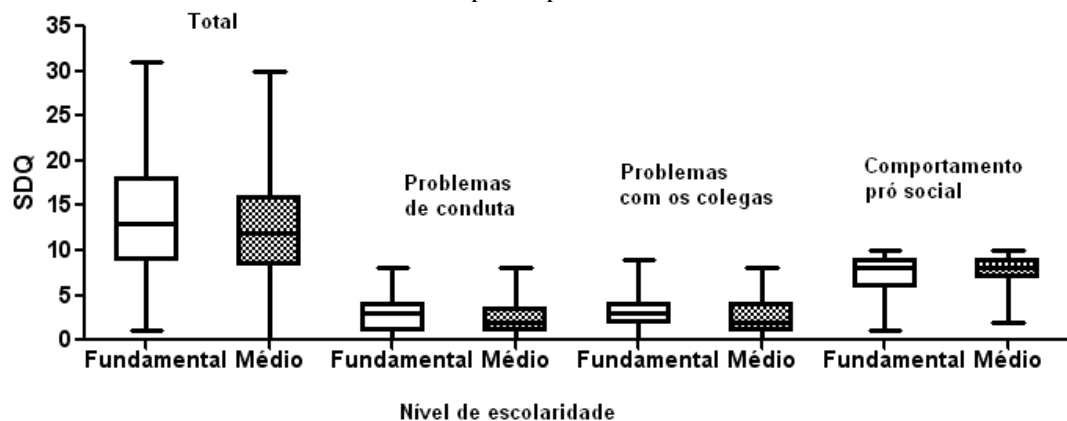 35
30
25
20
15
10
5
0
SDQ
Total
Problemas
de conduta
Problemas
com os colegas
Comportamento
pró social
Fundamental Médio Fundamental Médio Fundamental Médio Fundamental Médio
Nível de escolaridade